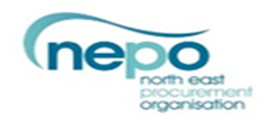 nepo
north east
procurement
organisation